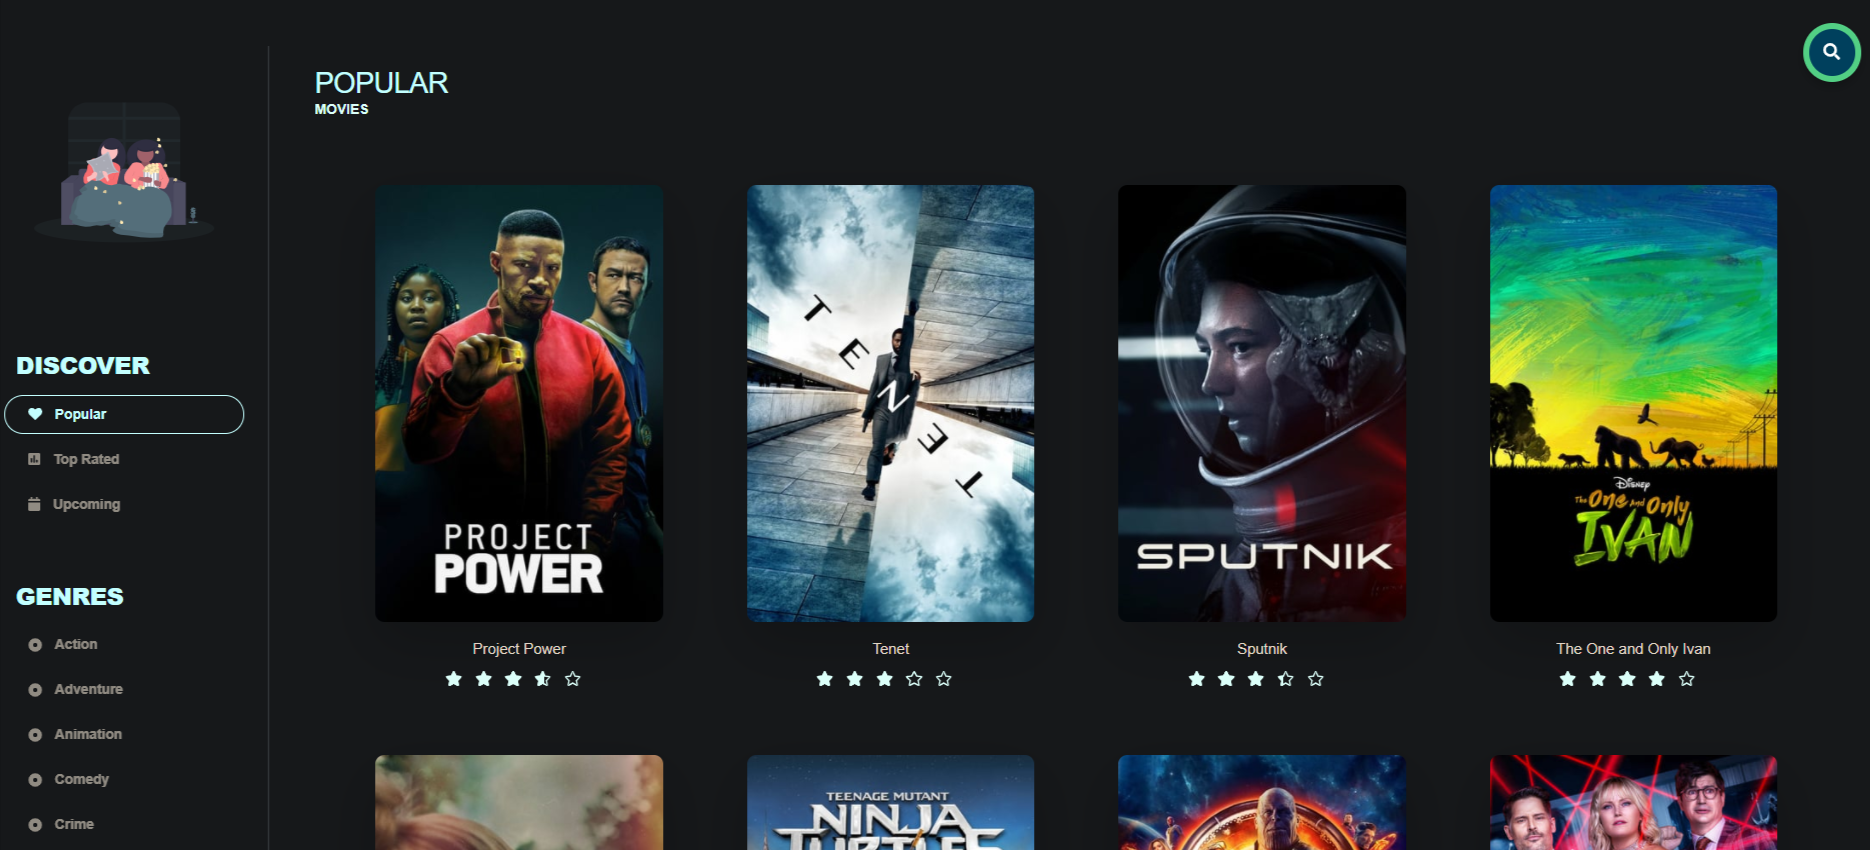 POPULAR
MOVIES
DISCOVER
Popular
Top Rated
Upcoming
GENRES
Action
Adventure
Animation
Comedy
Crime
PROJECT
POWER
Project Power
TENET
Tenet
SPUTNIK
Sputnik
Disney
The One And Only
IVAN
The One and Only Ivan
TEENAGE MUTANT
NINJA
TURTLES